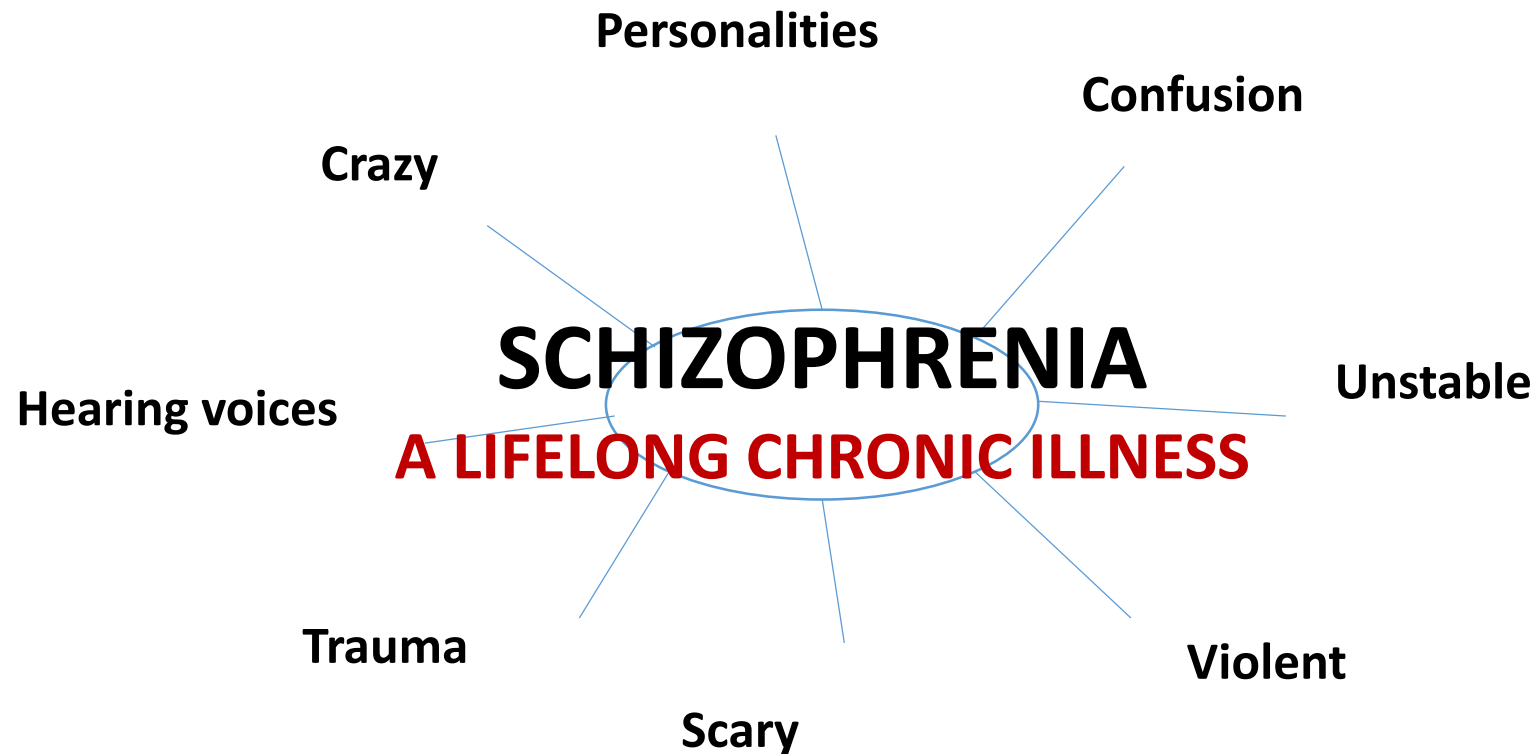 Personalities
Confusion
Crazy
SCHIZOPHRENIA
Unstable
Hearing voices
A LIFELONG CHRONIC ILLNESS
Trauma
Violent
Scary